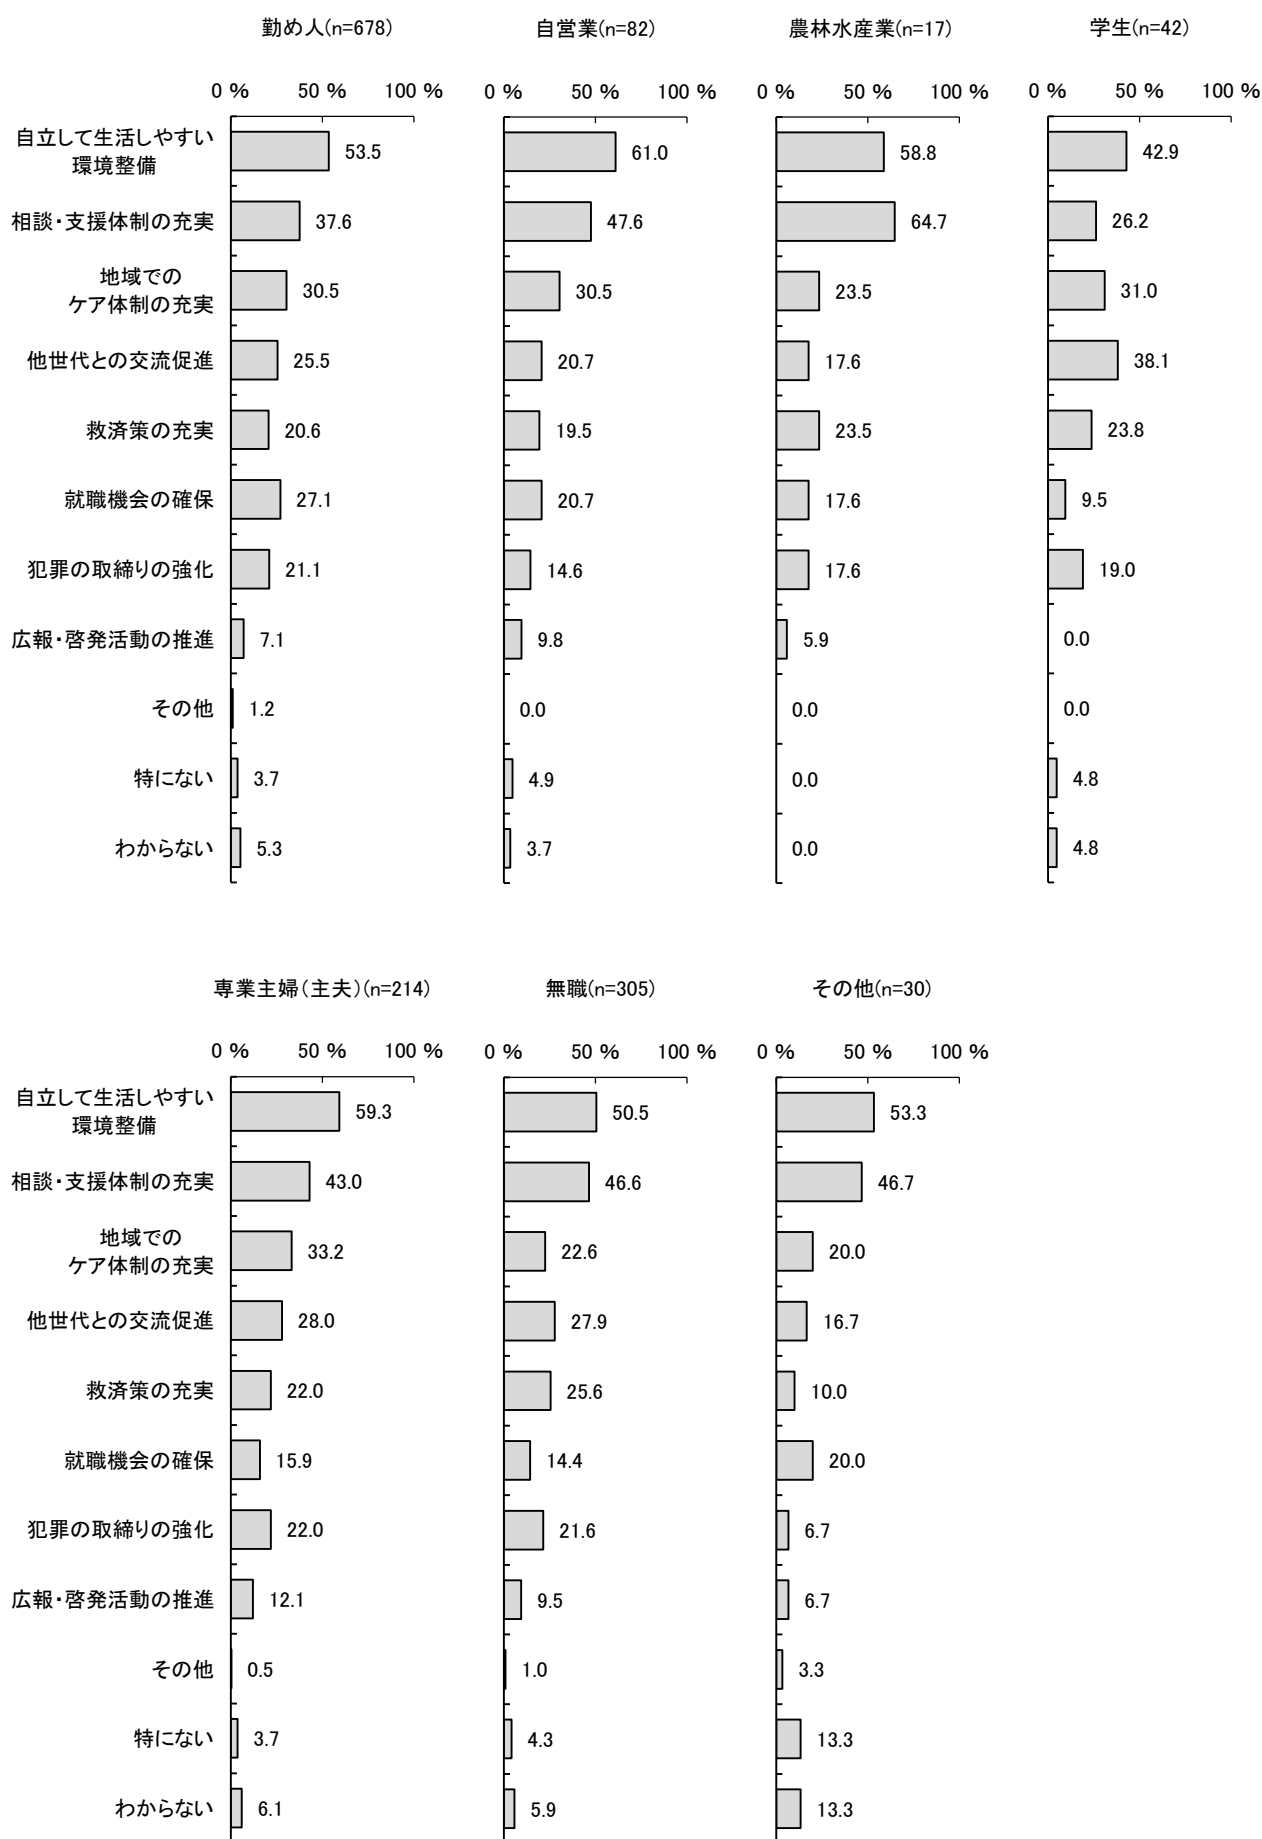 勤め人(n=678) 自営業(n=82) 農林水産業(n=17) 学生(n=42)
0 % 50 % 100 % 0 % 50 % 100 % 0 % 50 % 100 % 0 % 50 % 100 %
自立して生活しやすい
環境整備 53.5 61.0 58.8 42.9
相談・支援体制の充実 37.6 47.6 64.7 26.2
地域での
ケア体制の充実 30.5 30.5 23.5 31.0
他世代との交流促進 25.5 20.7 17.6 38.1
救済策の充実 20.6 19.5 23.5 23.8
就職機会の確保 27.1 20.7 17.6 9.5
犯罪の取締りの強化 21.1 14.6 17.6 19.0
広報・啓発活動の推進 7.1 9.8 5.9 0.0
その他 1.2 0.0 0.0 0.0
特にない 3.7 4.9 0.0 4.8
わからない 5.3 3.7 0.0 4.8
専業主婦(主夫)(n=214) 無職(n=305) その他(n=30)
0 % 50 % 100 % 0 % 50 % 100 % 0 % 50 % 100 %
自立して生活しやすい
環境整備 59.3 50.5 53.3
相談・支援体制の充実 43.0 46.6 46.7
地域での
ケア体制の充実 33.2 22.6 20.0
他世代との交流促進 28.0 27.9 16.7
救済策の充実 22.0 25.6 10.0
就職機会の確保 15.9 14.4 20.0
犯罪の取締りの強化 22.0 21.6 6.7
広報・啓発活動の推進 12.1 9.5 6.7
その他 0.5 1.0 3.3
特にない 3.7 4.3 13.3
わからない 6.1 5.9 13.3